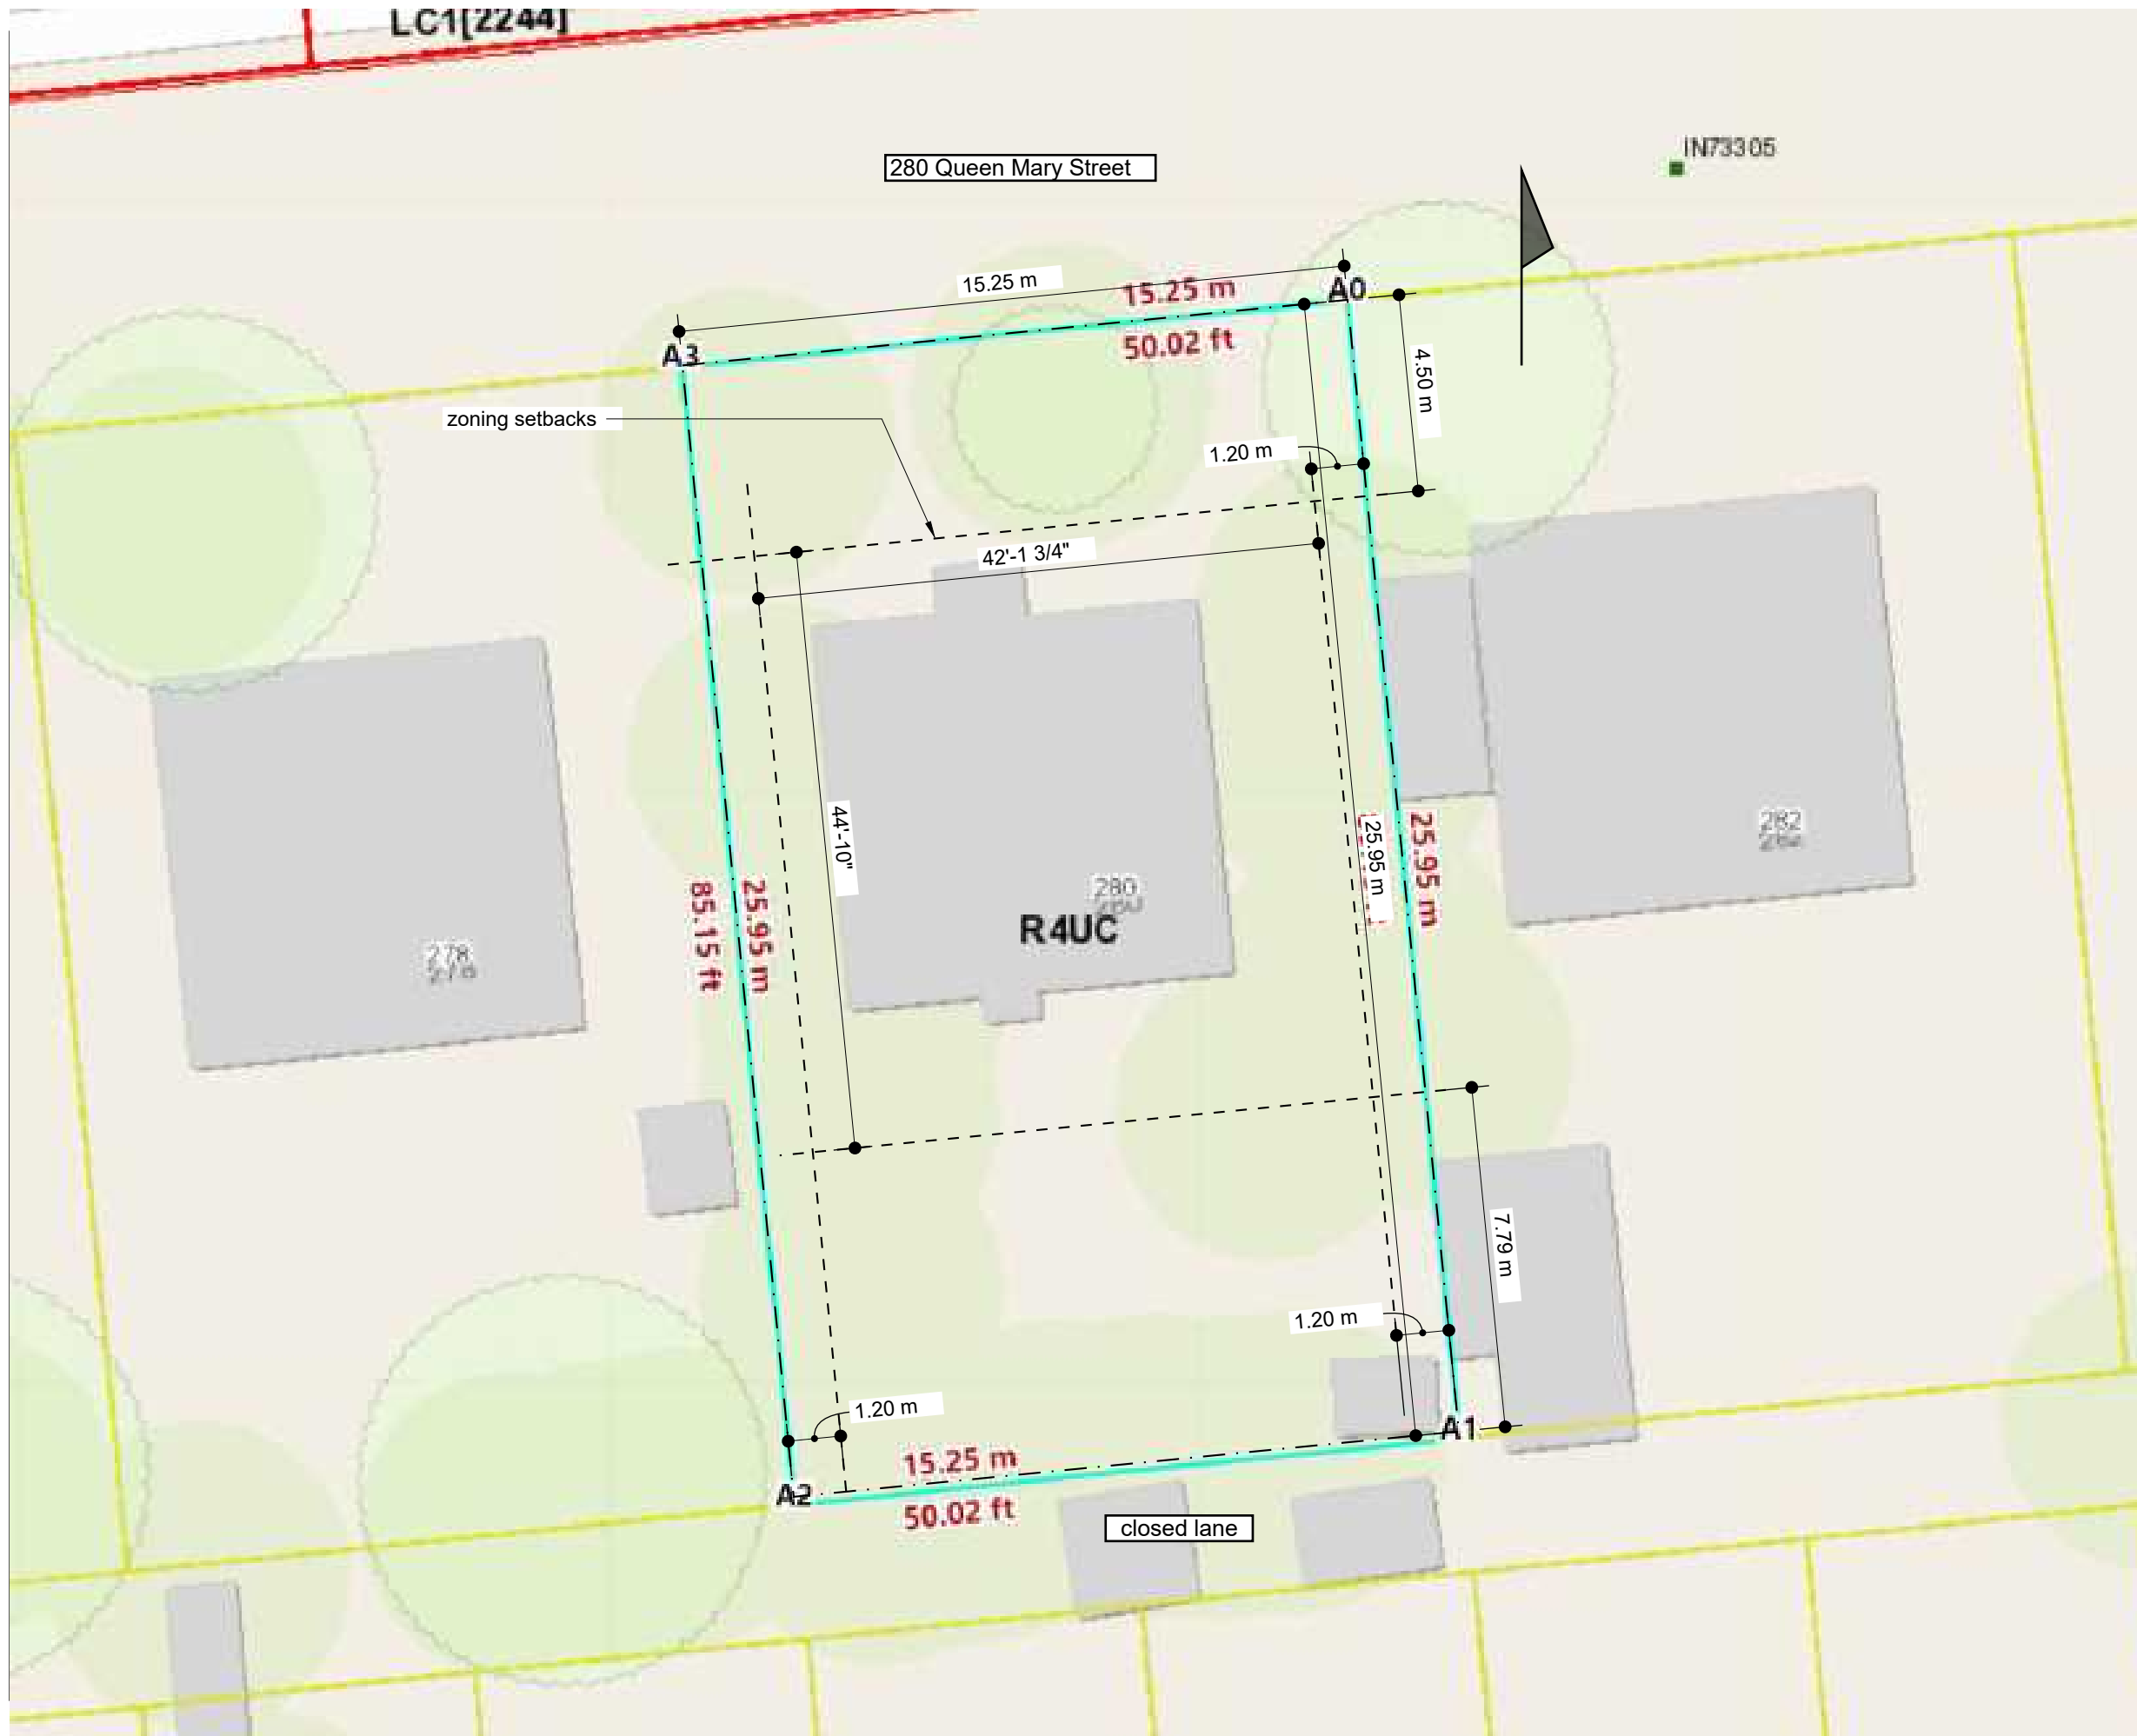 LC1[2244]
IN73305
280 Queen Mary Street
15.25 m
15.25 m
A0
50.02 ft
A3
4.50 m
zoning setbacks
1.20 m
42'-1 3/4"
44'-10"
25.95 m
25.95 m
282
280
R4UC
85.15 ft
25.95 m
278
7.79 m
1.20 m
1.20 m
A1
15.25 m
A2
50.02 ft
closed lane